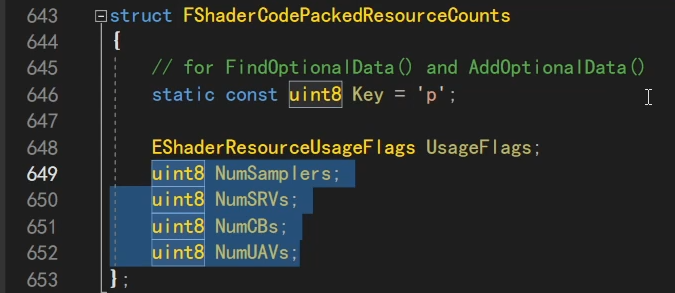 643 struct FShaderCodePackedResourceCounts
644 {
645 // for FindOptionalData() and AddOptionalData()
646 static const uint8 Key = 'p';
647
648 EShaderResourceUsageFlags UsageFlags;
649 uint8 NumSamplers;
650 uint8 NumSRVs;
651 uint8 NumCBs;
652 uint8 NumUAVs;
653 };